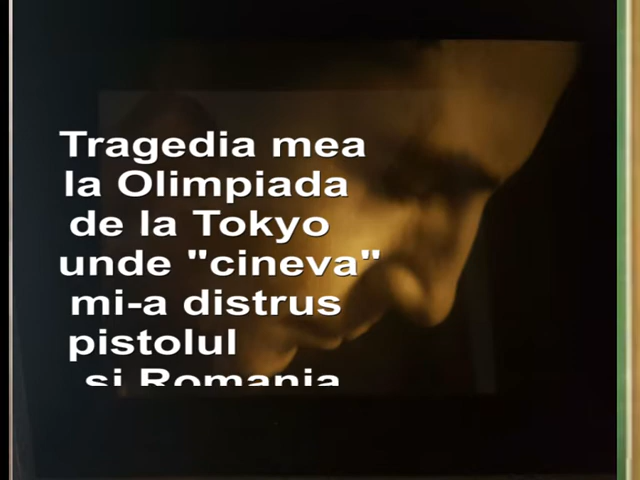 Tragedia mea
la Olimpiada
de la Tokyo
unde "cineva"
mi-a distrus
pistolul
si Romania